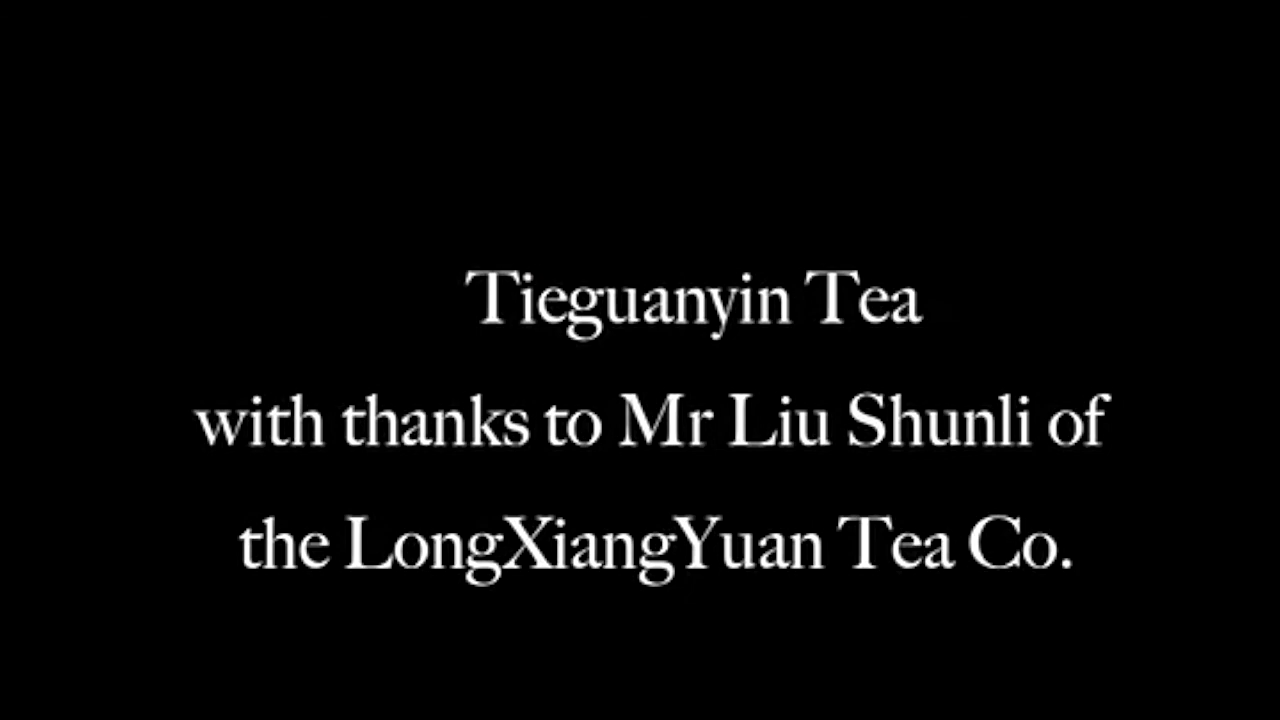 Tieguanyin Tea
with thanks to Mr Liu Shunli of
the LongXiangYuan Tea Co.